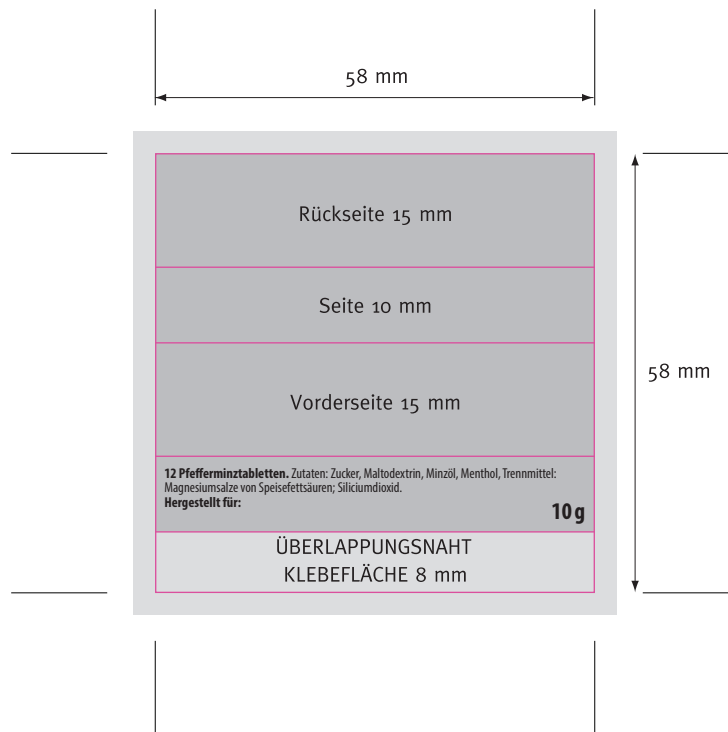 58 mm
Rückseite 15 mm
Seite 10 mm
58 mm
Vorderseite 15 mm
12 Pfefferminztabletten. Zutaten: Zucker, Maltodextrin, Minzöl, Menthol, Trennmittel:
Magnesiumsalze von Speisefettsäuren; Siliciumdioxid.
Hergestellt für:
10 g
ÜBERLAPPUNGSNAHT
KLEBEFLÄCHE 8 mm